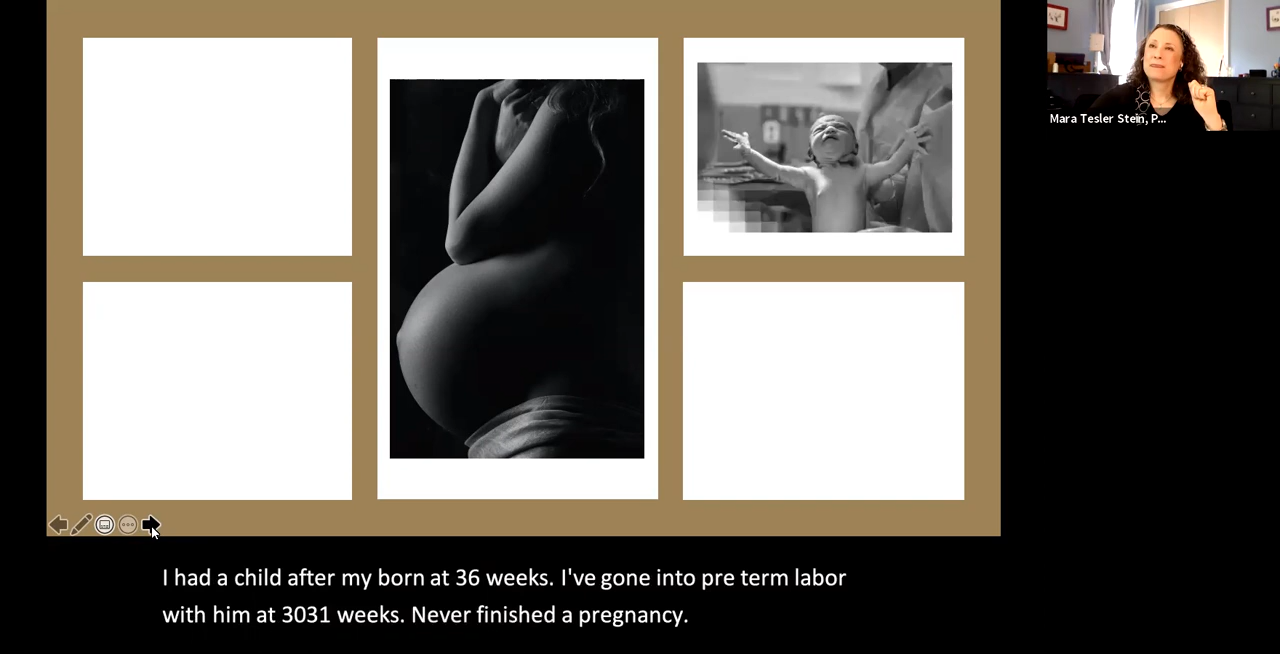 Mara Tesler Stein, P...
I had a child after my born at 36 weeks. I've gone into pre term labor
with him at 3031 weeks. Never finished a pregnancy.